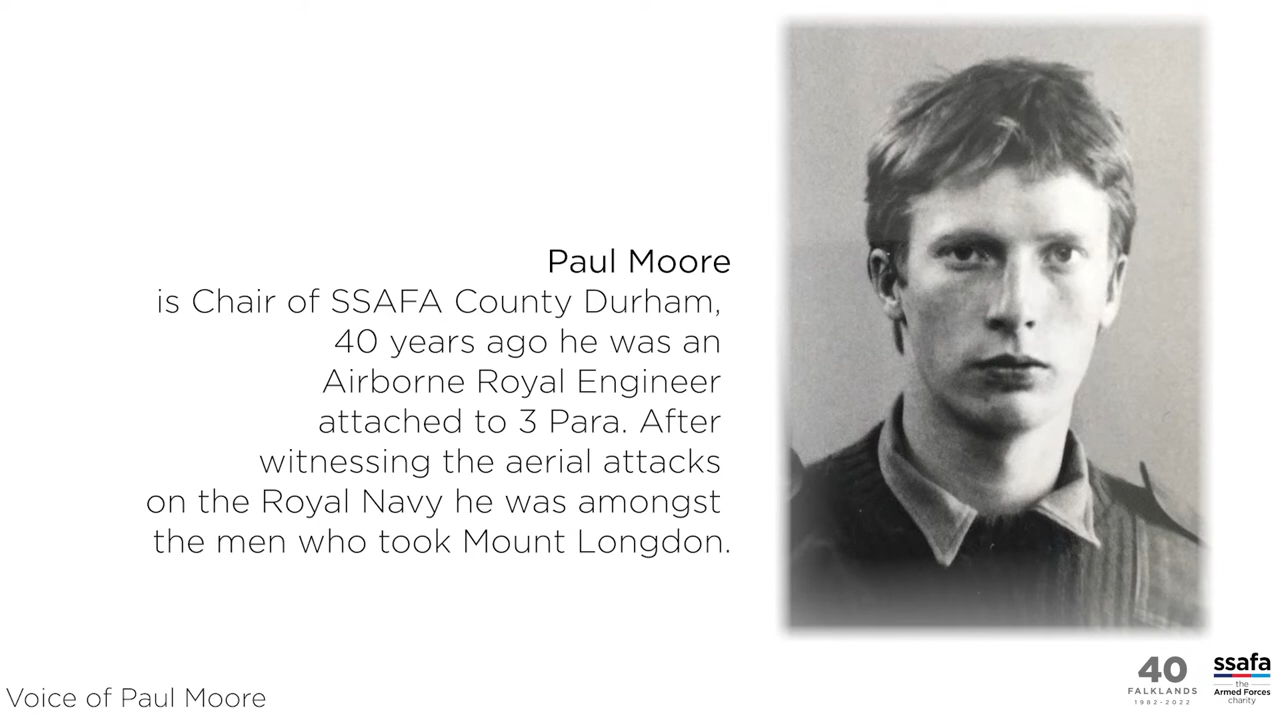 Paul Moore
is Chair of SSAFA County Durham,
40 years ago he was an
Airborne Royal Engineer
attached to 3 Para. After
witnessing the aerial attacks
on the Royal Navy he was amongst
the men who took Mount Longdon.
Voice of Paul Moore
40
FALKLANDS
1982-2022
ssafa
the
Armed Forces
charity